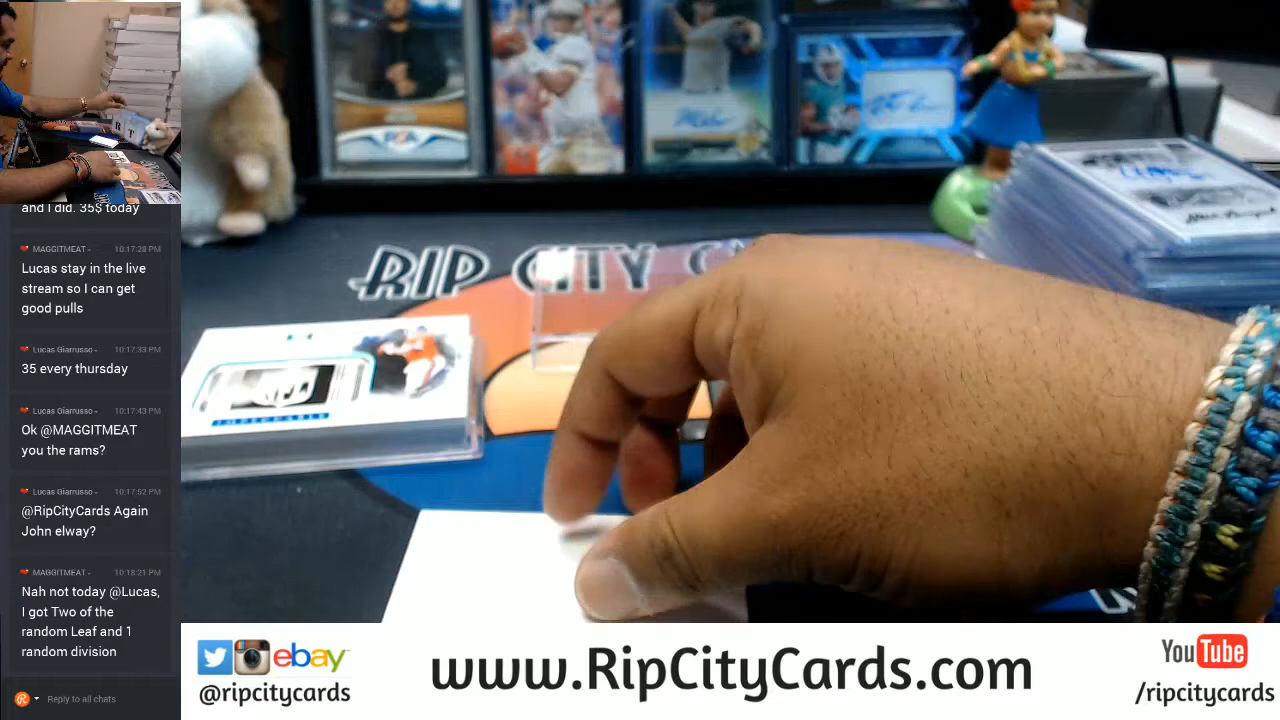 and I did. 35$ today
MAGGITMEAT - 10:17:28 PM
Lucas stay in the live
stream so I can get
good pulls
Lucas Giarrusso - 10:17:33 PM
35 every thursday
Lucas Giarrusso - 10:17:43 PM
Ok @MAGGITMEAT
you the rams?
Lucas Giarrusso - 10:17:52 PM
@RipCityCards Again
John elway?
MAGGITMEAT - 10:18:21 PM
Nah not today @Lucas,
I got Two of the
random Leaf and 1
random division
Reply to all chats
RIP CITY
ebay
@ripcitycards
www.RipCityCards.com
YouTube
/ripcitycards